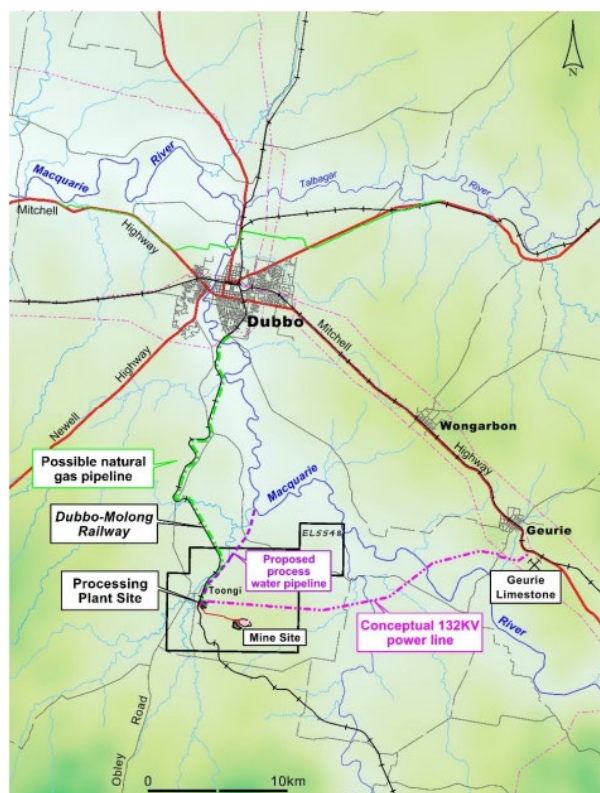 N
Macquarie
River
Talbagar
River
Mitchell
Highway
Dubbo
Mitchell
Highway
Newell
Highway
Wongarbon
Possible natural
gas pipeline
Macquarie
Geurie
Dubbo-Molong
Railway
EL5548
Proposed
process
water pipeline
Geurie
Limestone
Processing
Plant Site
Toongi
Conceptual 132KV
power line
River
Mine Site
Obley
Road
0
10km